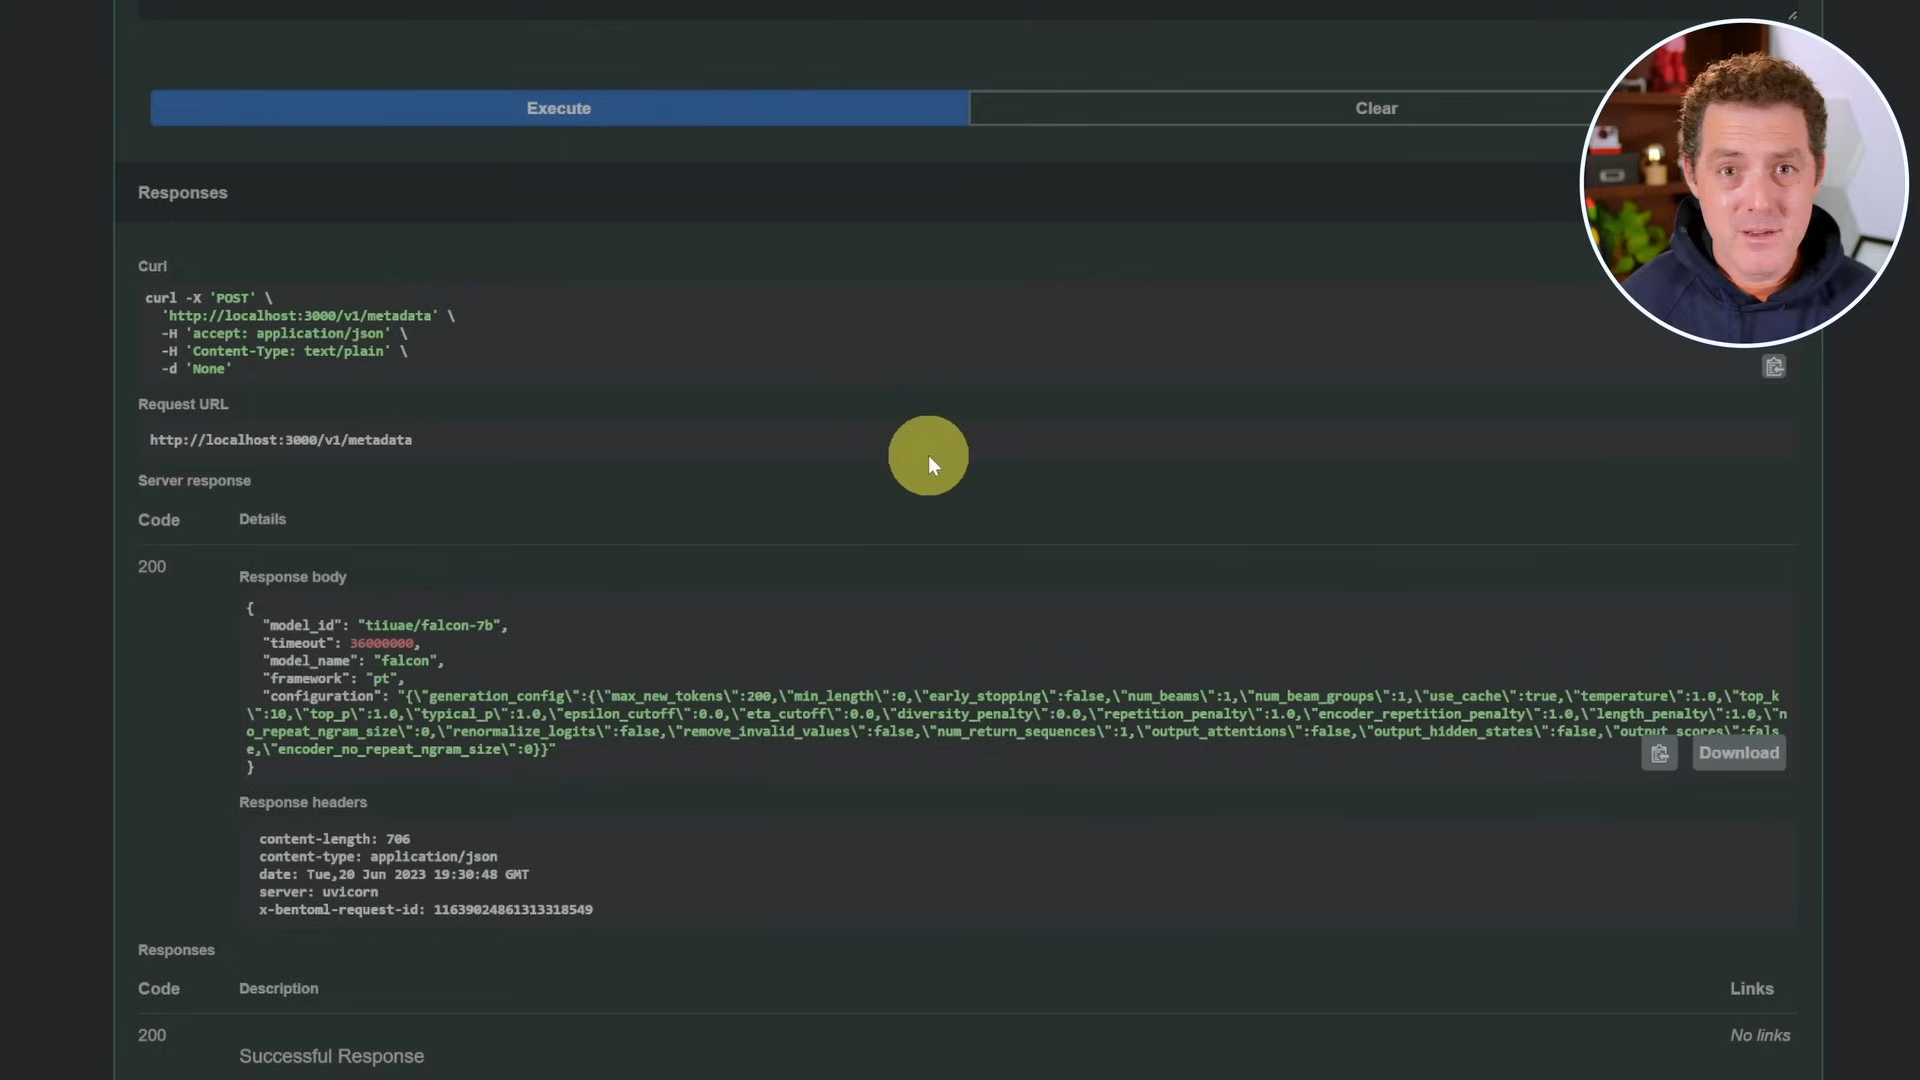 Execute
Clear
Responses
Curl
curl -X 'POST' \
'http://localhost:3000/v1/metadata' \
-H 'accept: application/json' \
-H 'Content-Type: text/plain' \
-d 'None'
Request URL
http://localhost:3000/v1/metadata
Server response
Code Details
200
Response body
{
"model_id": "tiiuae/falcon-7b",
"timeout": 36000000,
"model_name": "falcon",
"framework": "pt",
"configuration": "{\"generation_config\":{\"max_new_tokens\":200,\"min_length\":0,\"early_stopping\":false,\"num_beams\":1,\"num_beam_groups\":1,\"use_cache\":true,\"temperature\":1.0,\"top_k
\":10,\"top_p\":1.0,\"typical_p\":1.0,\"epsilon_cutoff\":0.0,\"eta_cutoff\":0.0,\"diversity_penalty\":0.0,\"repetition_penalty\":1.0,\"encoder_repetition_penalty\":1.0,\"length_penalty\":1.0,\"n
o_repeat_ngram_size\":0,\"renormalize_logits\":false,\"remove_invalid_values\":false,\"num_return_sequences\":1,\"output_attentions\":false,\"output_hidden_states\":false,\"output_scores\":fals
e,\"encoder_no_repeat_ngram_size\":0}}"
}
Download
Response headers
content-length: 706
content-type: application/json
date: Tue,20 Jun 2023 19:30:48 GMT
server: uvicorn
x-bentoml-request-id: 11639024861313318549
Responses
Code Description Links
200 No links
Successful Response